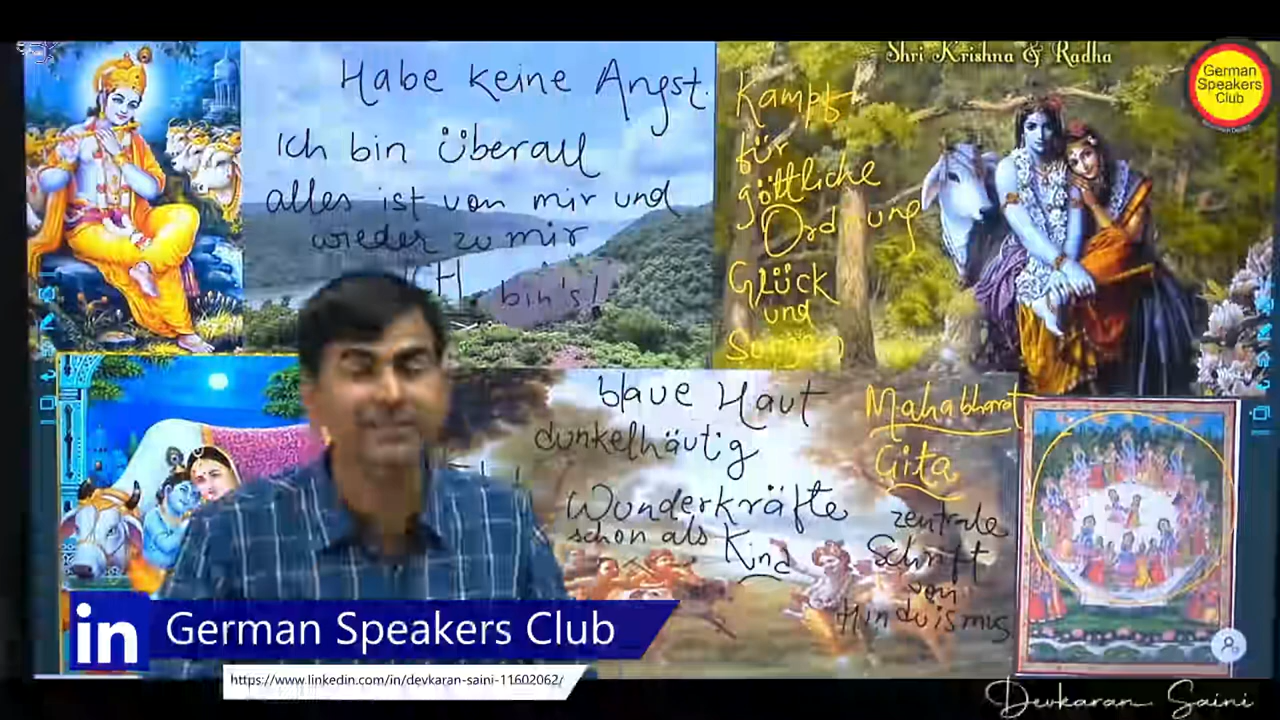 Shri Krishna & Radha
German
Speakers
Club
Habe keine Angst.
Ich bin überall
alles ist von mir und
wieder zu mir
bin's!
Kampf
für
göttliche
Ordnung
Glück
und
blaue Haut
dunkelhäutig
Wunderkräfte
schon als Kind
Mahabharat
Gita
zentrale
Schrift
von
Hinduismus
in German Speakers Club
https://www.linkedin.com/in/devkaran-saini-11602062/
Devkaran Saini